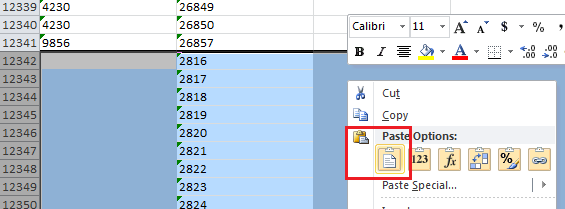 12339 4230 26849
12340 4230 26850
12341 9856 26857
12342 2816
12343 2817
12344 2818
12345 2819
12346 2820
12347 2821
12348 2822
12349 2823
12350 2824
Calibri 11 A A $ % ,
B I A
Cut
Copy
Paste Options:
123 fx %
Paste Special...